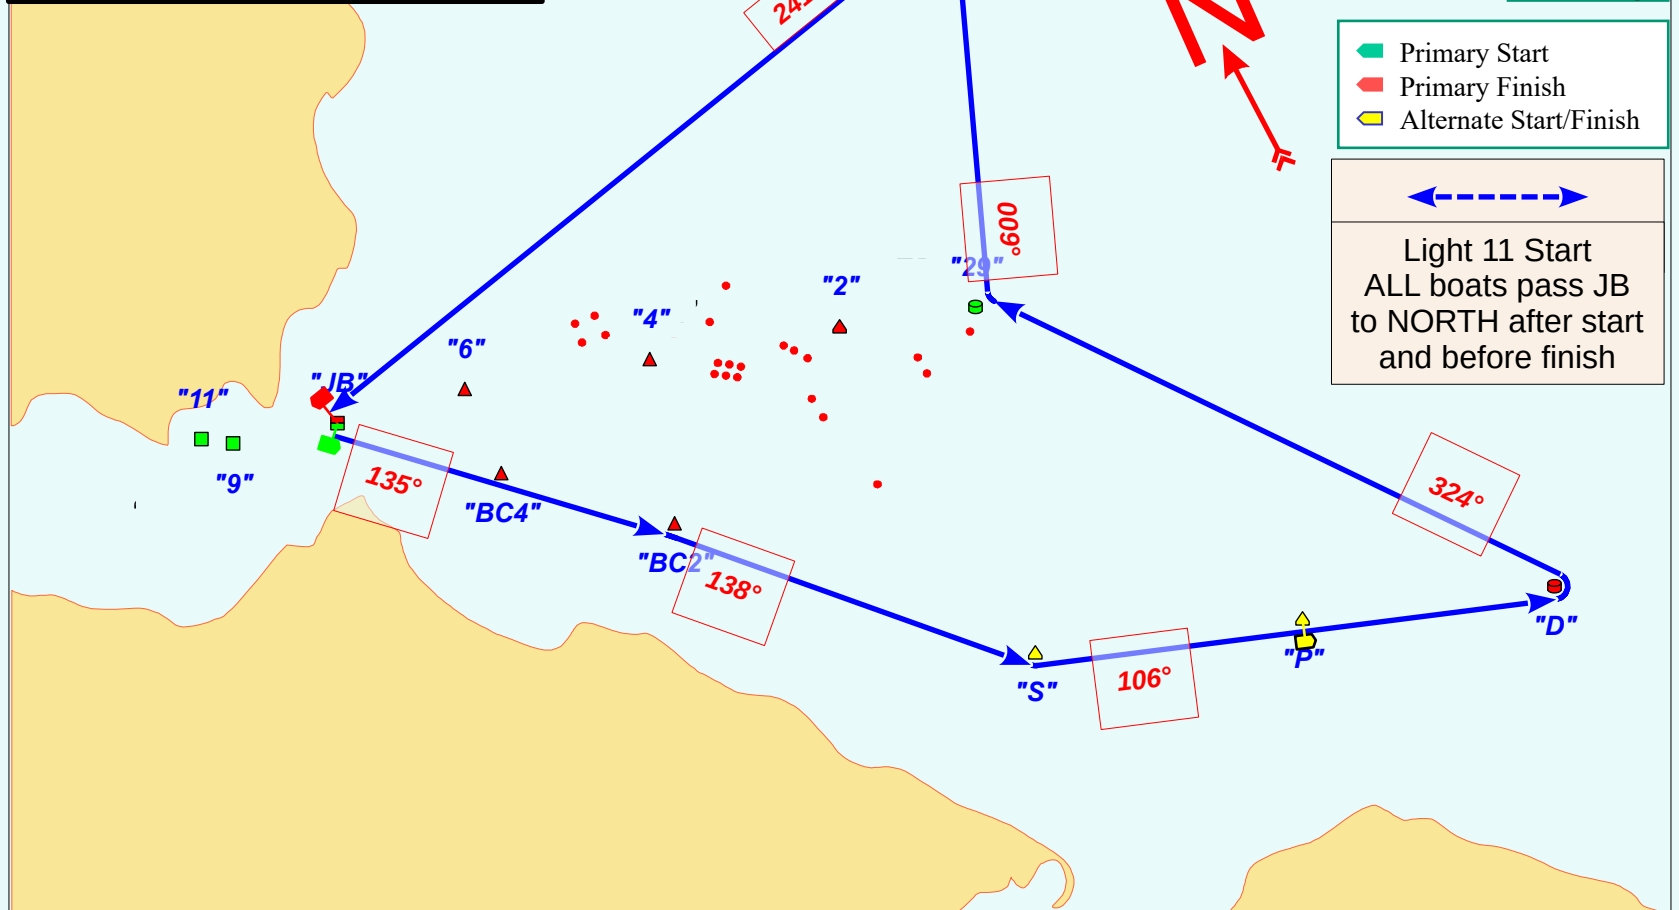 241
N
Primary Start
Primary Finish
Alternate Start/Finish
Light 11 Start
ALL boats pass JB
to NORTH after start
and before finish
009°
"29"
"2"
"4"
"6"
"JB"
"11"
"9"
135°
"BC4"
"BC2"
138°
324°
"D"
"P"
106°
"S"